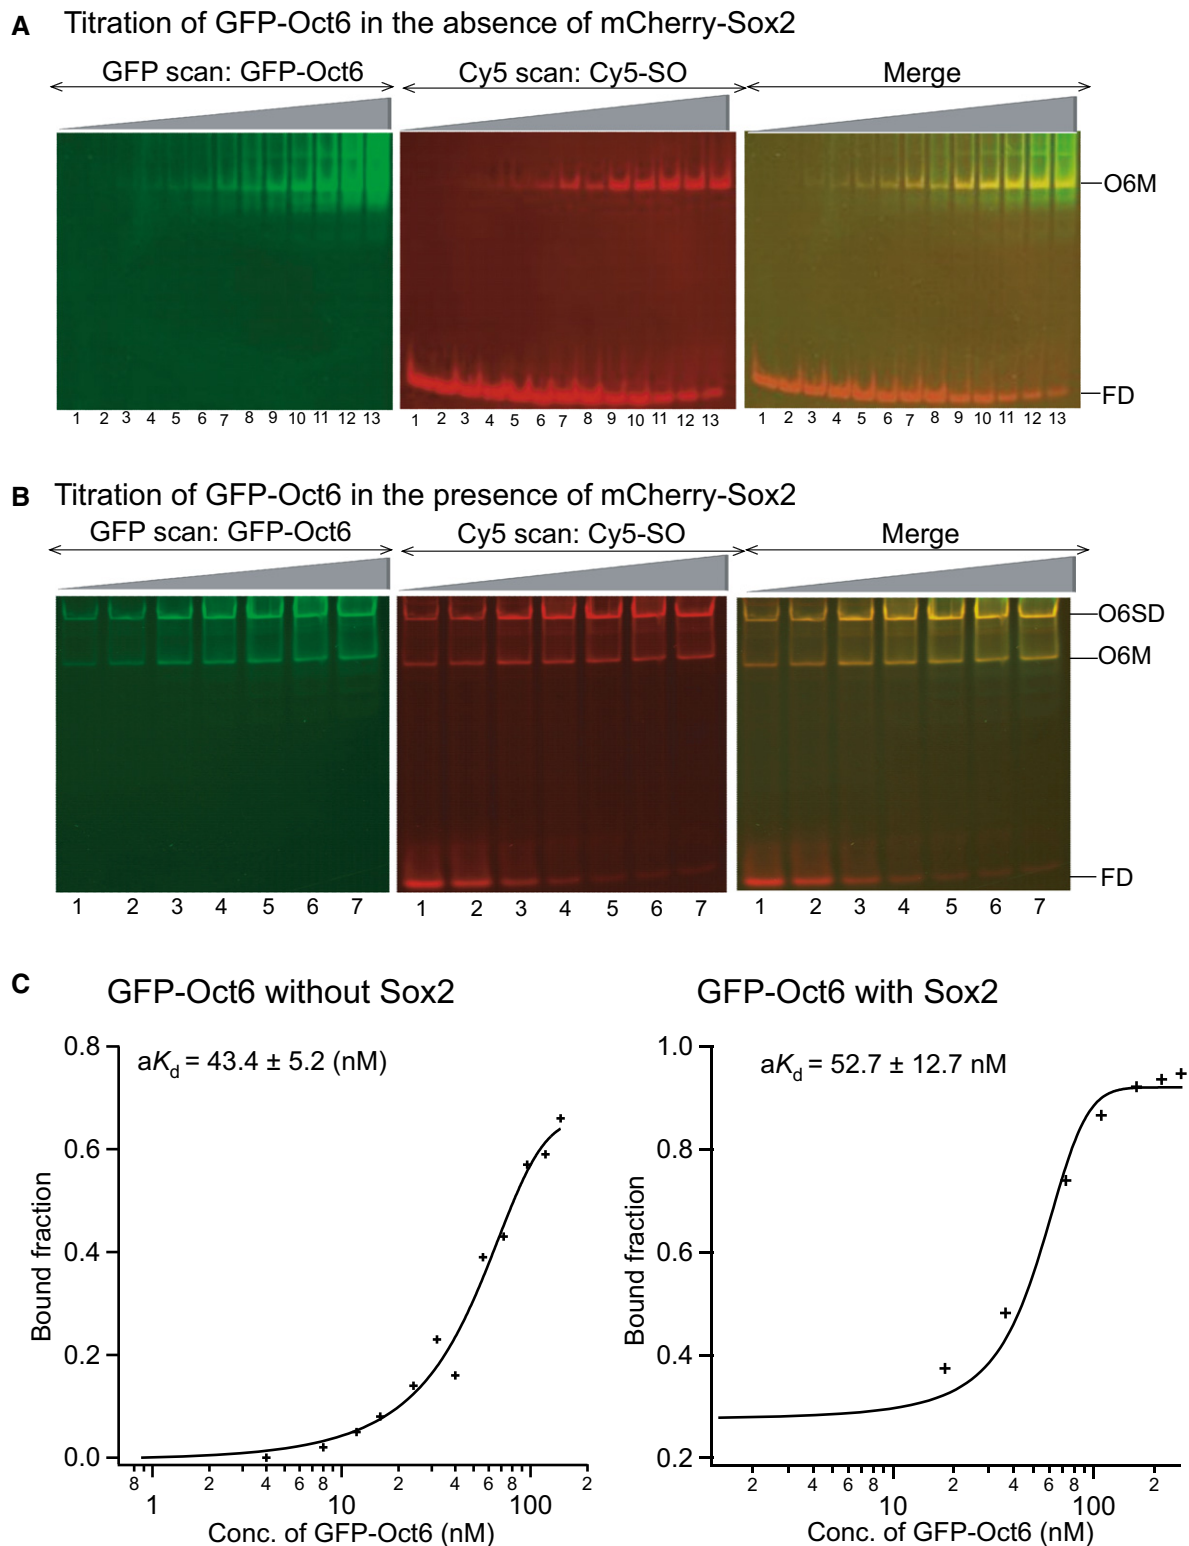 A Titration of GFP-Oct6 in the absence of mCherry-Sox2
GFP scan: GFP-Oct6 Cy5 scan: Cy5-SO Merge
O6M
FD
1 2 3 4 5 6 7 8 9 10 11 12 13 1 2 3 4 5 6 7 8 9 10 11 12 13 1 2 3 4 5 6 7 8 9 10 11 12 13
B Titration of GFP-Oct6 in the presence of mCherry-Sox2
GFP scan: GFP-Oct6 Cy5 scan: Cy5-SO Merge
O6SD
O6M
FD
1 2 3 4 5 6 7 1 2 3 4 5 6 7 1 2 3 4 5 6 7
C
GFP-Oct6 without Sox2
aKd = 43.4 ± 5.2 (nM)
0.8
0.6
0.4
0.2
0.0
Bound fraction
8 2 4 6 8 2 4 6 8 2
1 10 100
Conc. of GFP-Oct6 (nM)
GFP-Oct6 with Sox2
aKd = 52.7 ± 12.7 nM
1.0
0.8
0.6
0.4
0.2
Bound fraction
2 4 6 8 2 4 6 8 2
10 100
Conc. of GFP-Oct6 (nM)